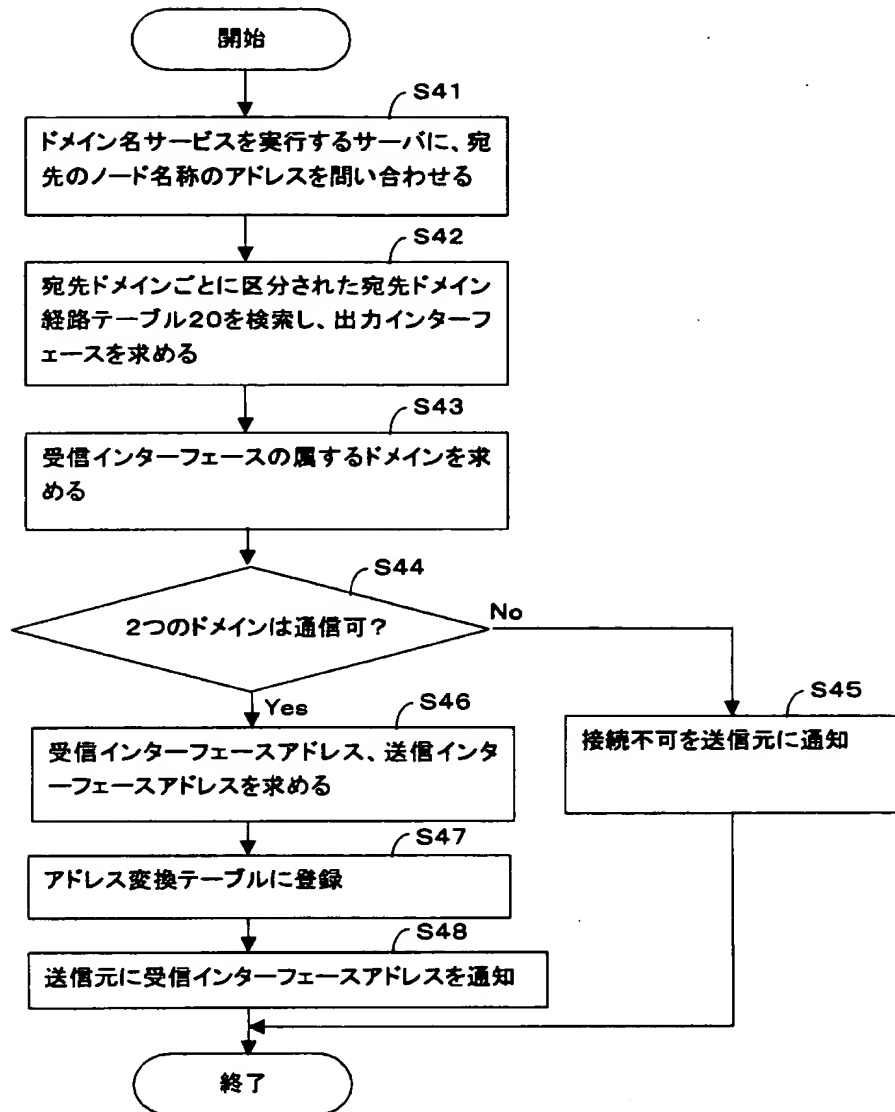 開始
S41
ドメイン名サービスを実行するサーバに、宛
先のノード名称のアドレスを問い合わせる
S42
宛先ドメインごとに区分された宛先ドメイン
経路テーブル20を検索し、出力インターフ
ェースを求める
S43
受信インターフェースの属するドメインを求
める
S44
2つのドメインは通信可?
No
Yes
S45
接続不可を送信元に通知
S46
受信インターフェースアドレス、送信インタ
ーフェースアドレスを求める
S47
アドレス変換テーブルに登録
S48
送信元に受信インターフェースアドレスを通知
終了